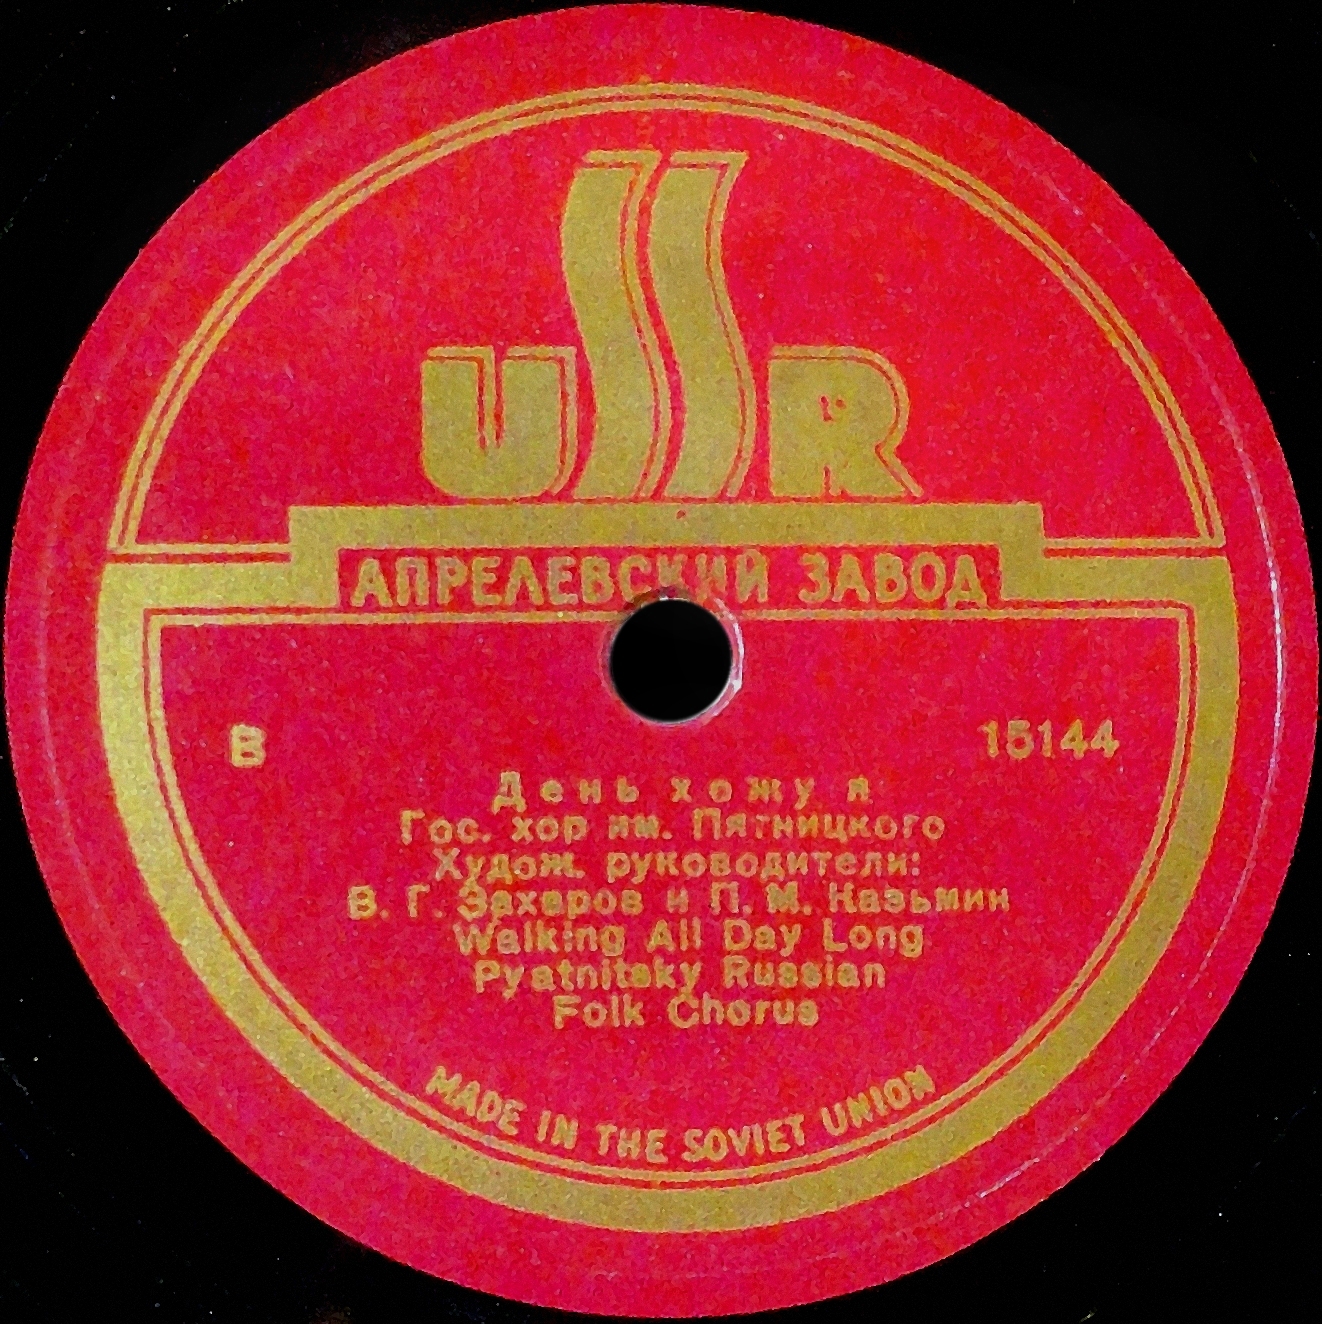 USSR
АПРЕЛЕВСКИЙ ЗАВОД
В 15144
День хожу я
Гос. хор им. Пятницкого
Худож. руководители:
В. Г. Захаров и П. М. Казьмин
Walking All Day Long
Pyatnitsky Russian
Folk Chorus
MADE IN THE SOVIET UNION